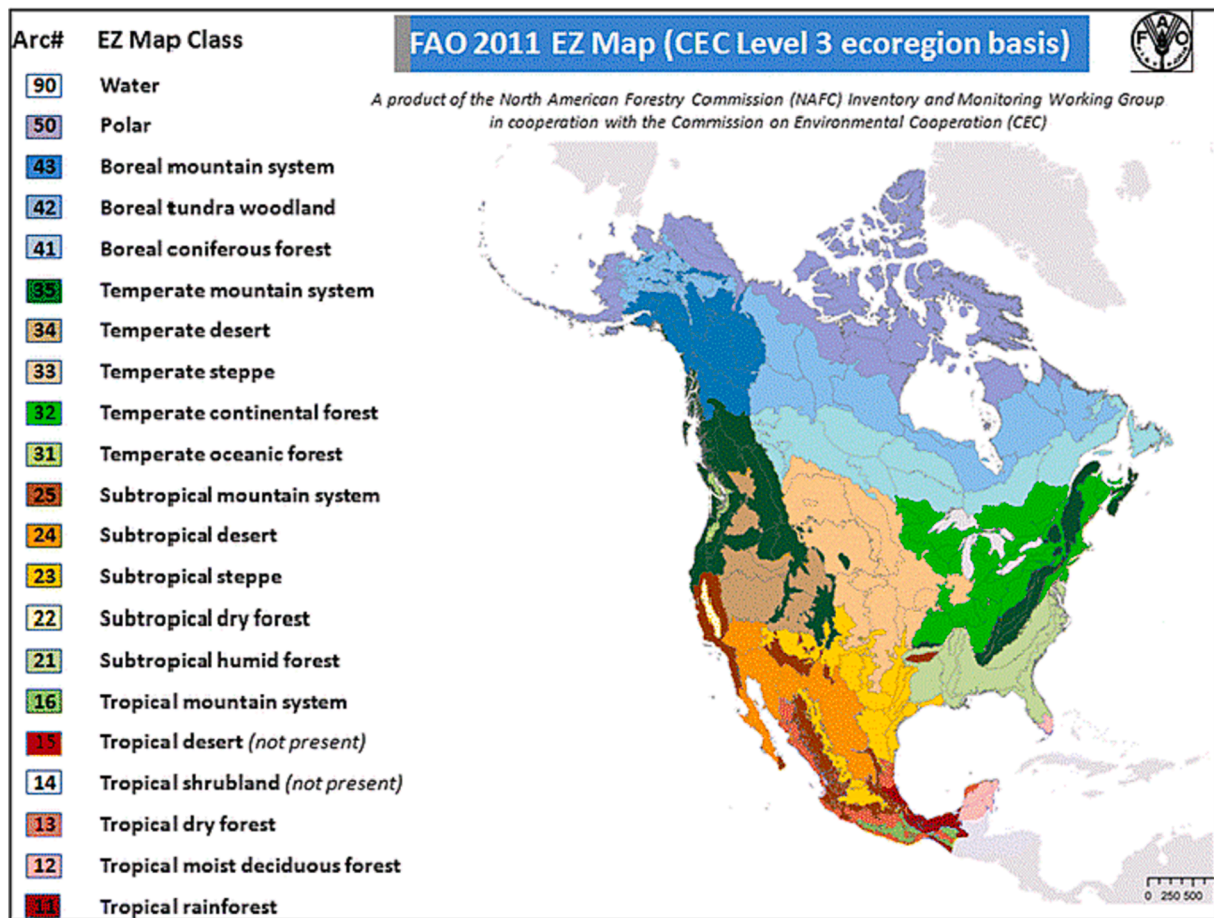 Arc# EZ Map Class
FAO 2011 EZ Map (CEC Level 3 ecoregion basis)
F A O
A product of the North American Forestry Commission (NAFC) Inventory and Monitoring Working Group
in cooperation with the Commission on Environmental Cooperation (CEC)
90 Water
50 Polar
43 Boreal mountain system
42 Boreal tundra woodland
41 Boreal coniferous forest
35 Temperate mountain system
34 Temperate desert
33 Temperate steppe
32 Temperate continental forest
31 Temperate oceanic forest
25 Subtropical mountain system
24 Subtropical desert
23 Subtropical steppe
22 Subtropical dry forest
21 Subtropical humid forest
16 Tropical mountain system
15 Tropical desert (not present)
14 Tropical shrubland (not present)
13 Tropical dry forest
12 Tropical moist deciduous forest
11 Tropical rainforest
0 250 500